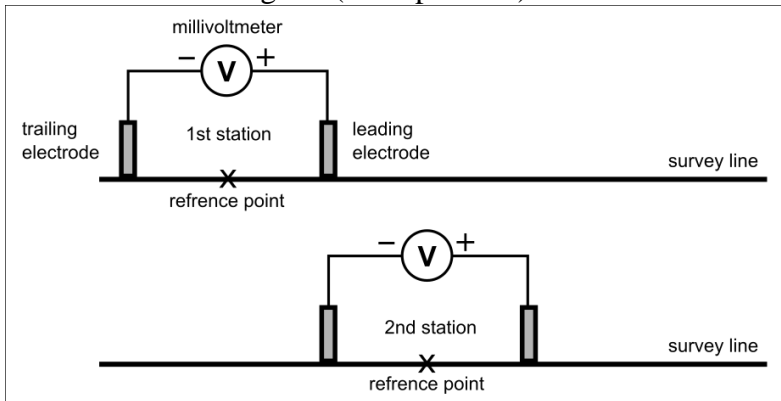 millivoltmeter
− V +
trailing electrode
1st station
leading electrode
survey line
refrence point
− V +
2nd station
survey line
refrence point